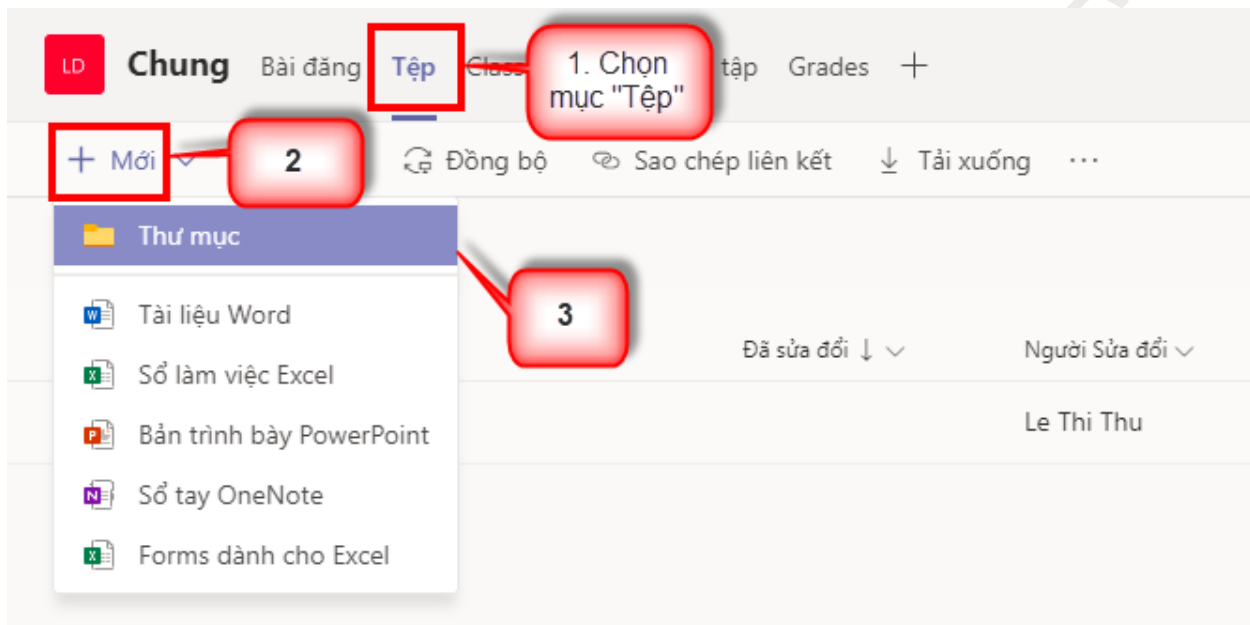 LD Chung Bài đăng Tệp Class 1. Chọn mục "Tệp" tập Grades +
+ Mới 2 Đồng bộ Sao chép liên kết Tải xuống ...
Thư mục
3
Tài liệu Word
Đã sửa đổi ↓ Người Sửa đổi
Sổ làm việc Excel
Bản trình bày PowerPoint Le Thi Thu
Sổ tay OneNote
Forms dành cho Excel